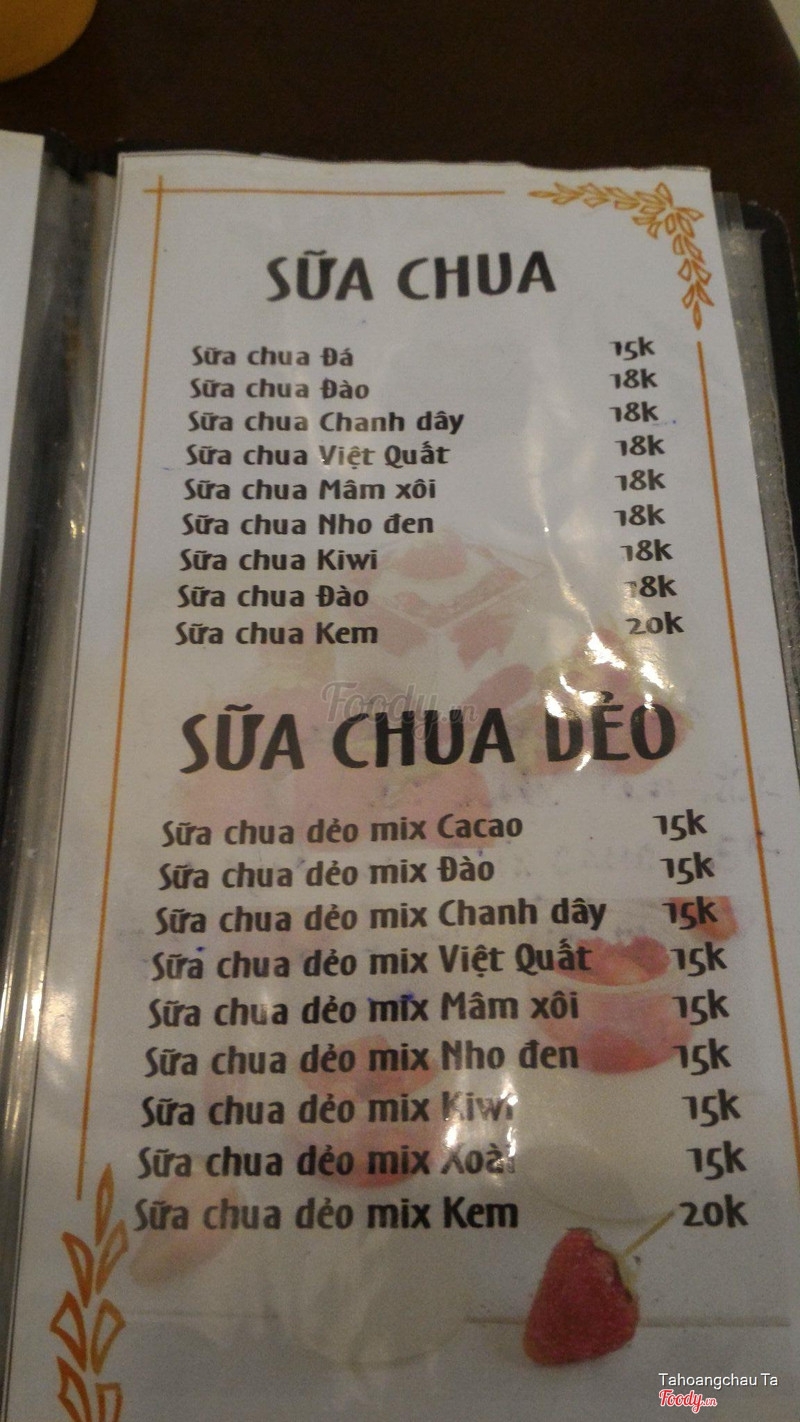 SỮA CHUA
Sữa chua Đá 15k
Sữa chua Đào 18k
Sữa chua Chanh dây 18k
Sữa chua Việt Quất 18k
Sữa chua Mâm xôi 18k
Sữa chua Nho đen 18k
Sữa chua Kiwi 18k
Sữa chua Đào 18k
Sữa chua Kem 20k
Foody.vn
SỮA CHUA DẺO
Sữa chua dẻo mix Cacao 15k
Sữa chua dẻo mix Đào 15k
Sữa chua dẻo mix Chanh dây 15k
Sữa chua dẻo mix Việt Quất 15k
Sữa chua dẻo mix Mâm xôi 15k
Sữa chua dẻo mix Nho đen 15k
Sữa chua dẻo mix Kiwi 15k
Sữa chua dẻo mix Xoài 15k
Sữa chua dẻo mix Kem 20k
Tahoangchau Ta
Foody.vn